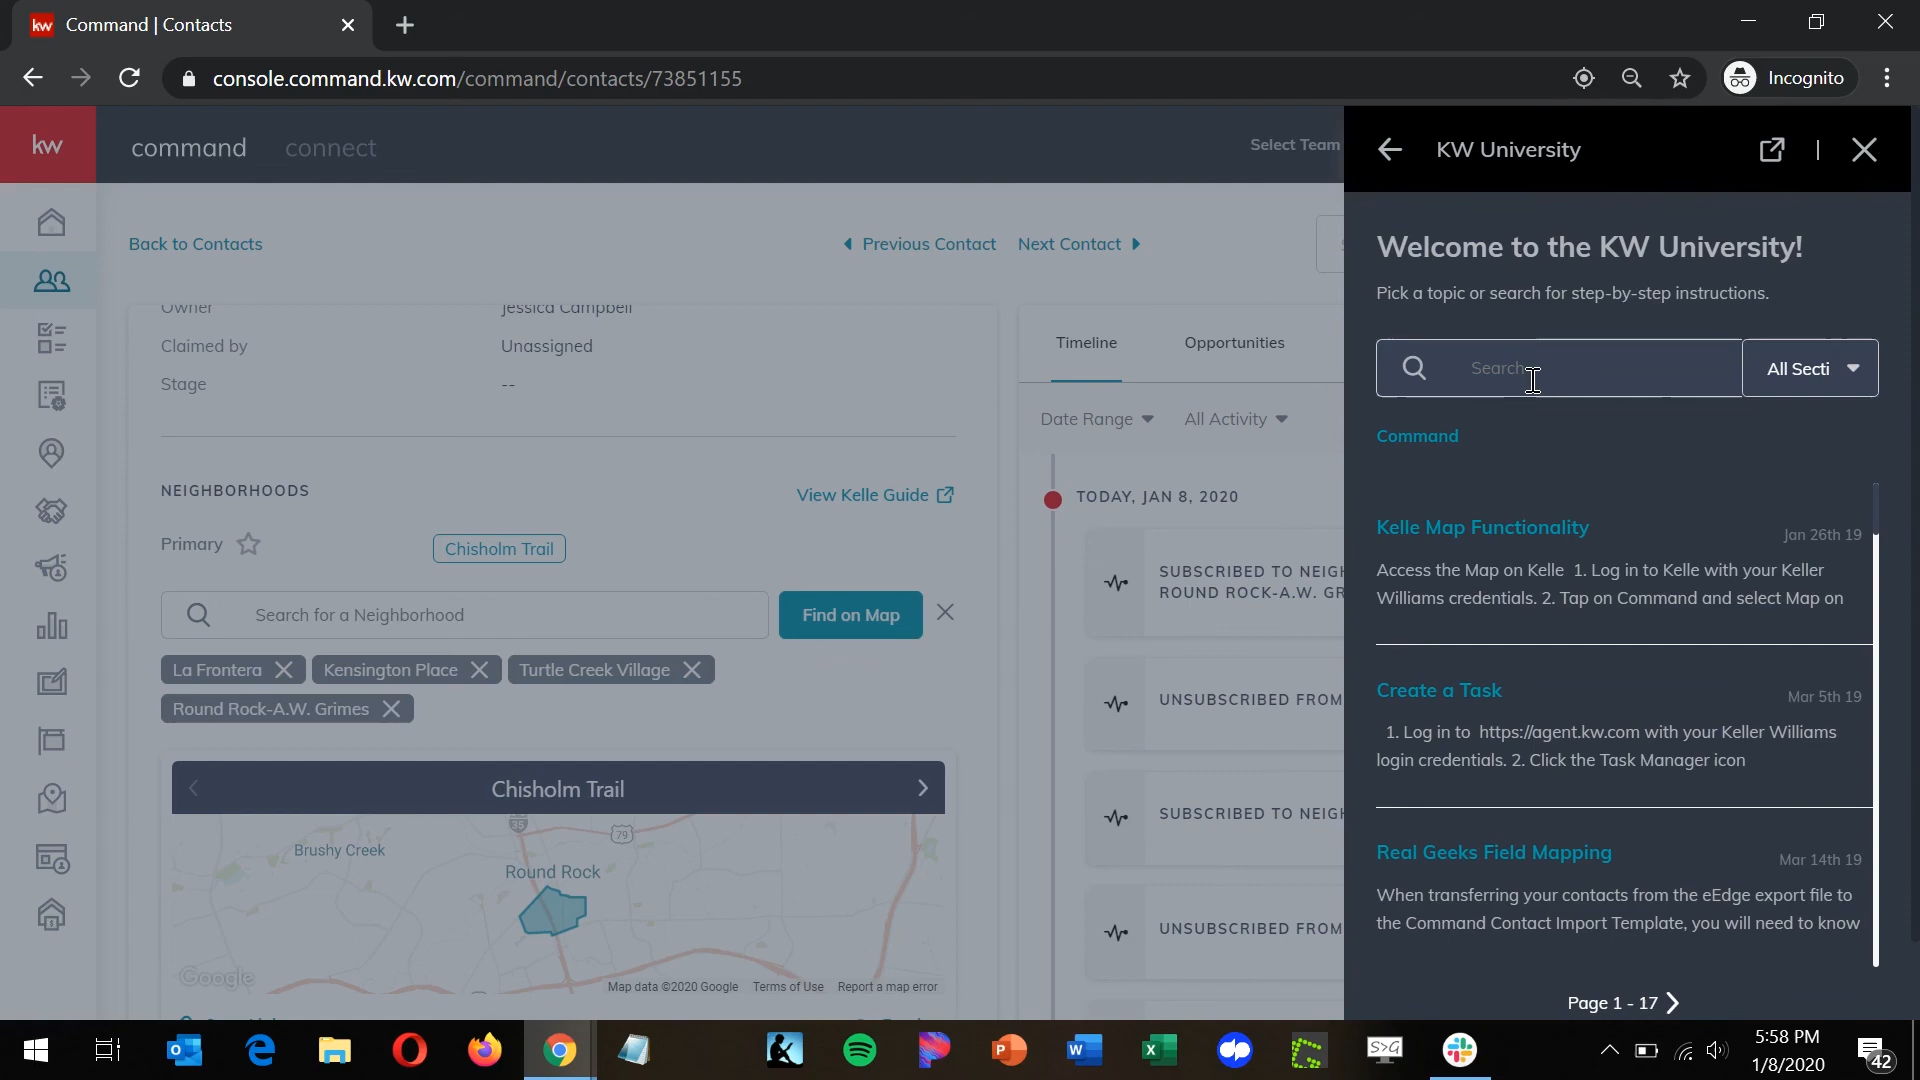 kw Command | Contacts
console.command.kw.com/command/contacts/73851155
Incognito
kw
command connect
Select Team
Back to Contacts
Previous Contact Next Contact
Owner Jessica Campbell
Claimed by Unassigned
Stage --
NEIGHBORHOODS
View Kelle Guide
Primary
Chisholm Trail
Search for a Neighborhood
Find on Map
La Frontera
Kensington Place
Turtle Creek Village
Round Rock-A.W. Grimes
Chisholm Trail
35
79
Brushy Creek
Round Rock
Google
Map data ©2020 Google Terms of Use Report a map error
Timeline Opportunities
Date Range All Activity
TODAY, JAN 8, 2020
SUBSCRIBED TO NEIGH
ROUND ROCK-A.W. GR
UNSUBSCRIBED FROM
SUBSCRIBED TO NEIGH
UNSUBSCRIBED FROM
KW University
Welcome to the KW University!
Pick a topic or search for step-by-step instructions.
Search
All Secti
Command
Kelle Map Functionality
Jan 26th 19
Access the Map on Kelle 1. Log in to Kelle with your Keller
Williams credentials. 2. Tap on Command and select Map on
Create a Task
Mar 5th 19
1. Log in to https://agent.kw.com with your Keller Williams
login credentials. 2. Click the Task Manager icon
Real Geeks Field Mapping
Mar 14th 19
When transferring your contacts from the eEdge export file to
the Command Contact Import Template, you will need to know
Page 1 - 17
S>G
5:58 PM
1/8/2020
42